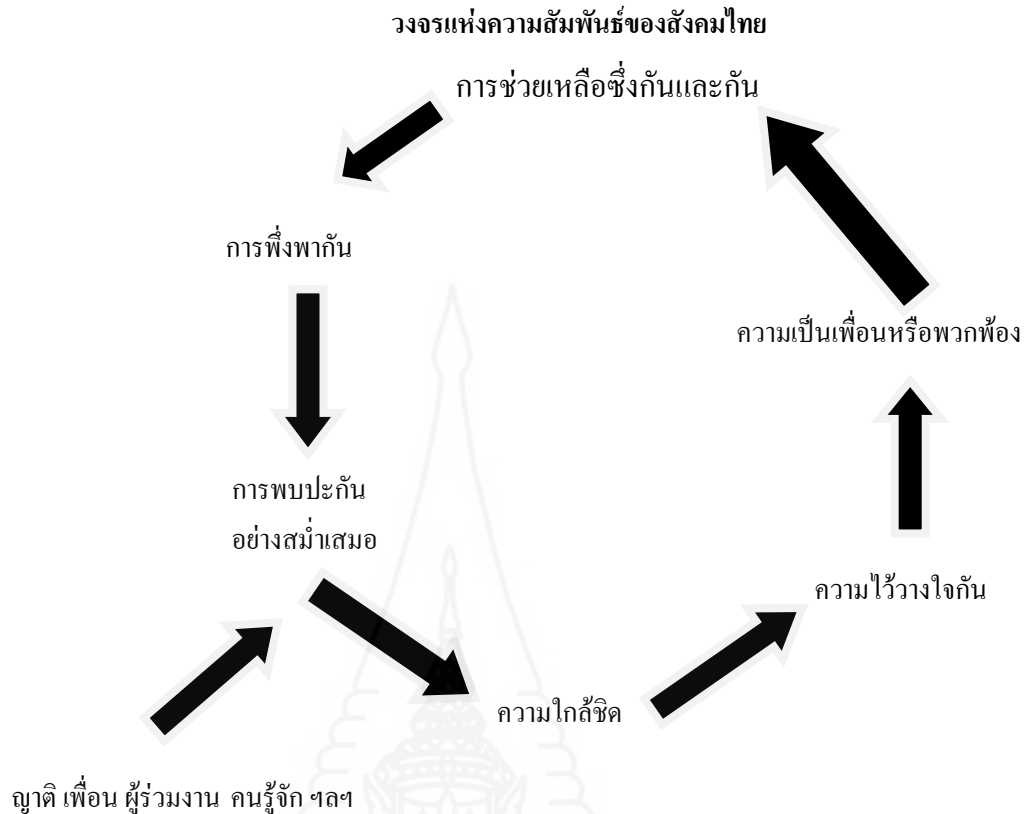 วงจรแห่งความสัมพันธ์ของสังคมไทย
การช่วยเหลือซึ่งกันและกัน
การพึ่งพากัน
ความเป็นเพื่อนหรือพวกพ้อง
การพบปะกัน
อย่างสม่ำเสมอ
ความไว้วางใจกัน
ความใกล้ชิด
ญาติ เพื่อน ผู้ร่วมงาน คนรู้จัก ฯลฯ